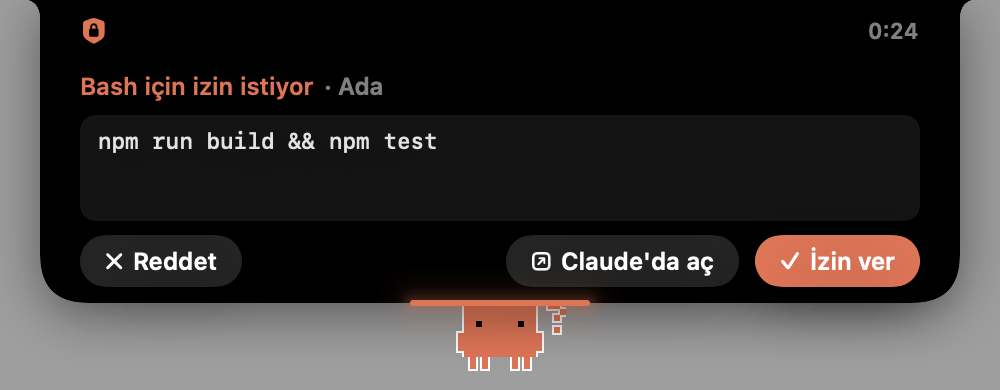 0:24
Bash için izin istiyor · Ada
npm run build && npm test
Reddet
Claude'da aç
İzin ver